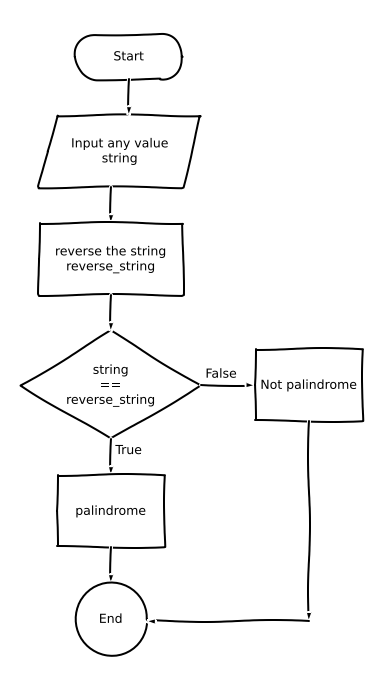 Start
Input any value
string
reverse the string
reverse_string
string
==
reverse_string
False
Not palindrome
True
palindrome
End